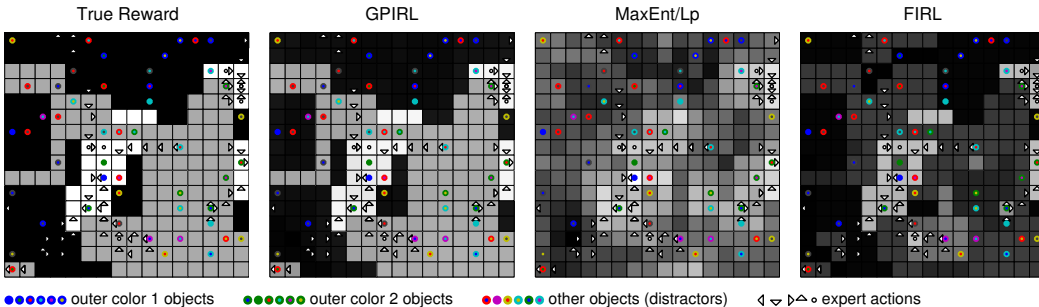 True Reward GPIRL MaxEnt/Lp FIRL
outer color 1 objects outer color 2 objects other objects (distractors) expert actions